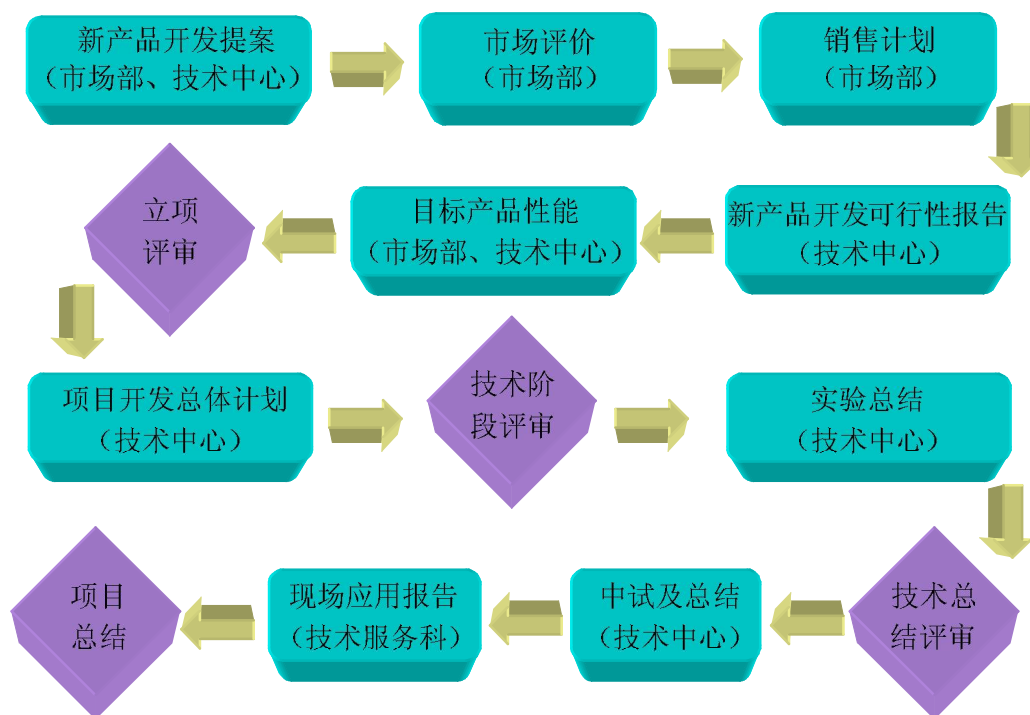 新产品开发提案
（市场部、技术中心）
市场评价
（市场部）
销售计划
（市场部）
新产品开发可行性报告
（技术中心）
目标产品性能
（市场部、技术中心）
立项
评审
项目开发总体计划
（技术中心）
技术阶
段评审
实验总结
（技术中心）
技术总
结评审
中试及总结
（技术中心）
现场应用报告
（技术服务科）
项目
总结